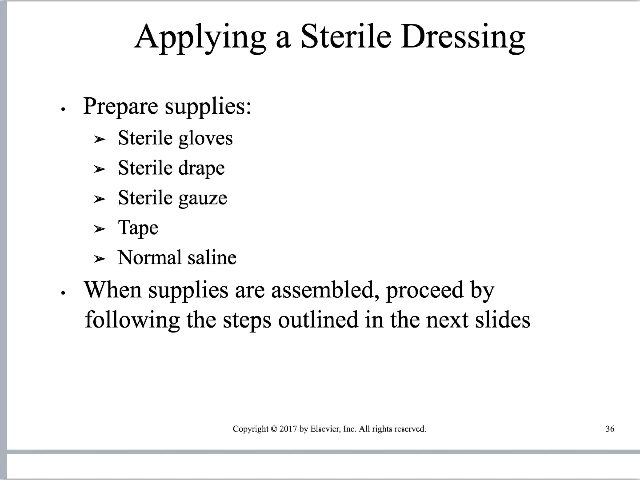 Applying a Sterile Dressing
• Prepare supplies:
➢ Sterile gloves
➢ Sterile drape
➢ Sterile gauze
➢ Tape
➢ Normal saline
• When supplies are assembled, proceed by
following the steps outlined in the next slides
Copyright © 2017 by Elsevier, Inc. All rights reserved.
36